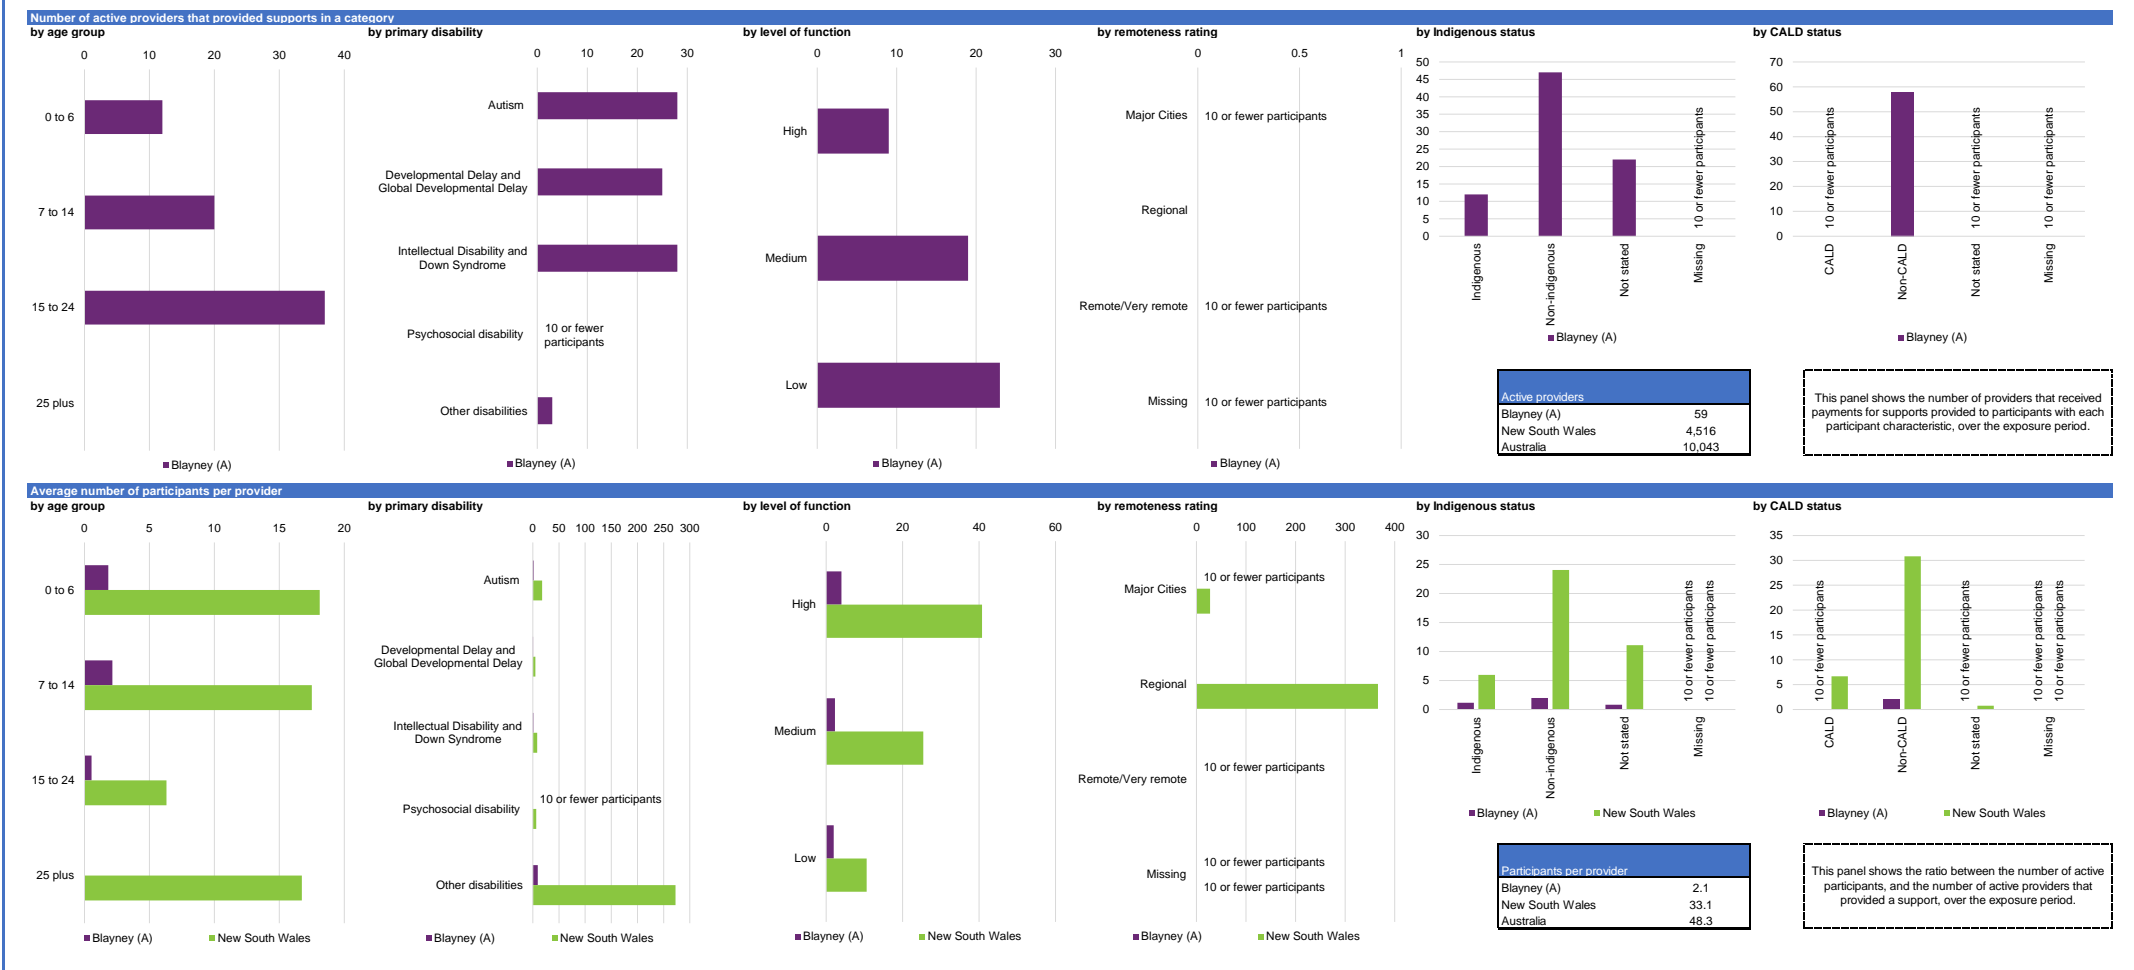 Number of active providers that provided supports in a category
by age group
0 10 20 30 40
0 to 6
7 to 14
15 to 24
25 plus
Blayney (A)
by primary disability
0 10 20 30
Autism
Developmental Delay and
Global Developmental Delay
Intellectual Disability and
Down Syndrome
Psychosocial disability
10 or fewer
participants
Other disabilities
Blayney (A)
by level of function
0 10 20 30
High
Medium
Low
Blayney (A)
by remoteness rating
0 0.5 1
Major Cities 10 or fewer participants
Regional
Remote/Very remote 10 or fewer participants
Missing 10 or fewer participants
Blayney (A)
by Indigenous status
50
45
40
35
30
25
20
15
10
5
0
10 or fewer participants
Indigenous
Non-indigenous
Not stated
Missing
Blayney (A)
by CALD status
70
60
50
40
30
20
10
0
10 or fewer participants
10 or fewer participants
10 or fewer participants
CALD
Non-CALD
Not stated
Missing
Blayney (A)
Active providers
Blayney (A) 59
New South Wales 4,516
Australia 10,043
This panel shows the number of providers that received
payments for supports provided to participants with each
participant characteristic, over the exposure period.
Average number of participants per provider
by age group
0 5 10 15 20
0 to 6
7 to 14
15 to 24
25 plus
Blayney (A) New South Wales
by primary disability
0 50 100 150 200 250 300
Autism
Developmental Delay and
Global Developmental Delay
Intellectual Disability and
Down Syndrome
10 or fewer participants
Psychosocial disability
Other disabilities
Blayney (A) New South Wales
by level of function
0 20 40 60
High
Medium
Low
Blayney (A) New South Wales
by remoteness rating
0 100 200 300 400
10 or fewer participants
Major Cities
Regional
10 or fewer participants
Remote/Very remote
10 or fewer participants
Missing
10 or fewer participants
Blayney (A) New South Wales
by Indigenous status
30
25
20
15
10
5
0
10 or fewer participants
10 or fewer participants
Indigenous
Non-indigenous
Not stated
Missing
Blayney (A) New South Wales
by CALD status
35
30
25
20
15
10
5
0
10 or fewer participants
10 or fewer participants
10 or fewer participants
10 or fewer participants
CALD
Non-CALD
Not stated
Missing
Blayney (A) New South Wales
Participants per provider
Blayney (A) 2.1
New South Wales 33.1
Australia 48.3
This panel shows the ratio between the number of active
participants, and the number of active providers that
provided a support, over the exposure period.